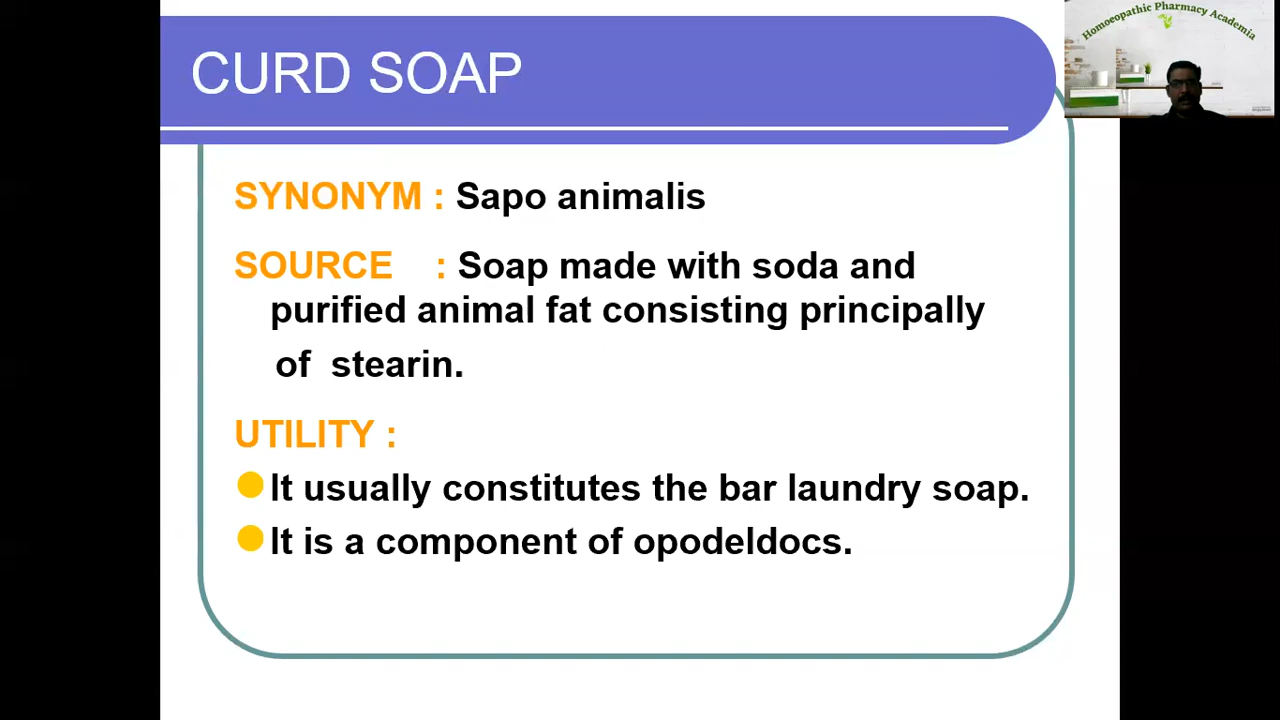 CURD SOAP
Homoeopathic Pharmacy Academia
SYNONYM : Sapo animalis
SOURCE : Soap made with soda and
purified animal fat consisting principally
of stearin.
UTILITY :
It usually constitutes the bar laundry soap.
It is a component of opodeldocs.